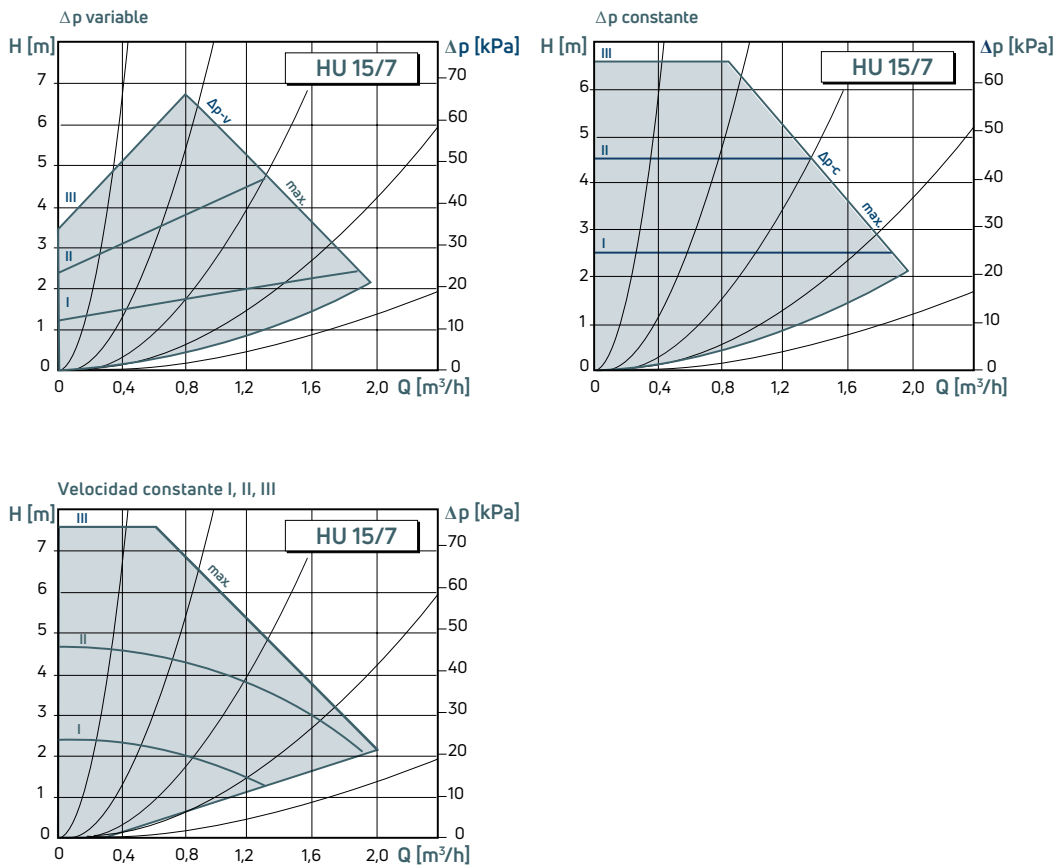 Δp variable
H [m]
Δp [kPa]
HU 15/7
7
6
5
4
3
2
1
0
70
60
50
40
30
20
10
0
Δp-v
max.
III
II
I
0
0,4
0,8
1,2
1,6
2,0
Q [m³/h]
Δp constante
H [m]
Δp [kPa]
HU 15/7
6
5
4
3
2
1
0
60
50
40
30
20
10
0
III
II
I
Δp-c
max.
0
0,4
0,8
1,2
1,6
2,0
Q [m³/h]
Velocidad constante I, II, III
H [m]
Δp [kPa]
HU 15/7
7
6
5
4
3
2
1
0
70
60
50
40
30
20
10
0
III
II
I
max.
0
0,4
0,8
1,2
1,6
2,0
Q [m³/h]